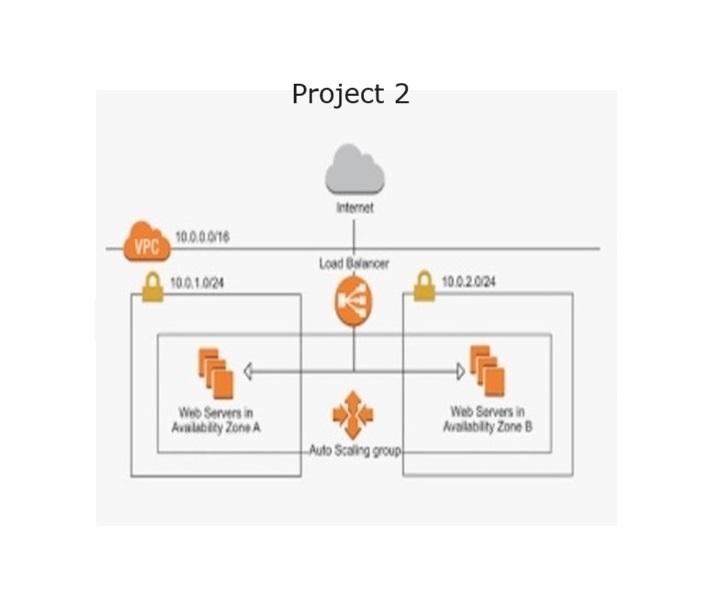 Project 2
Internet
VPC
10.0.0.0/16
Load Balancer
10.0.1.0/24
10.0.2.0/24
Web Servers in
Availability Zone A
Web Servers in
Availability Zone B
Auto Scaling group